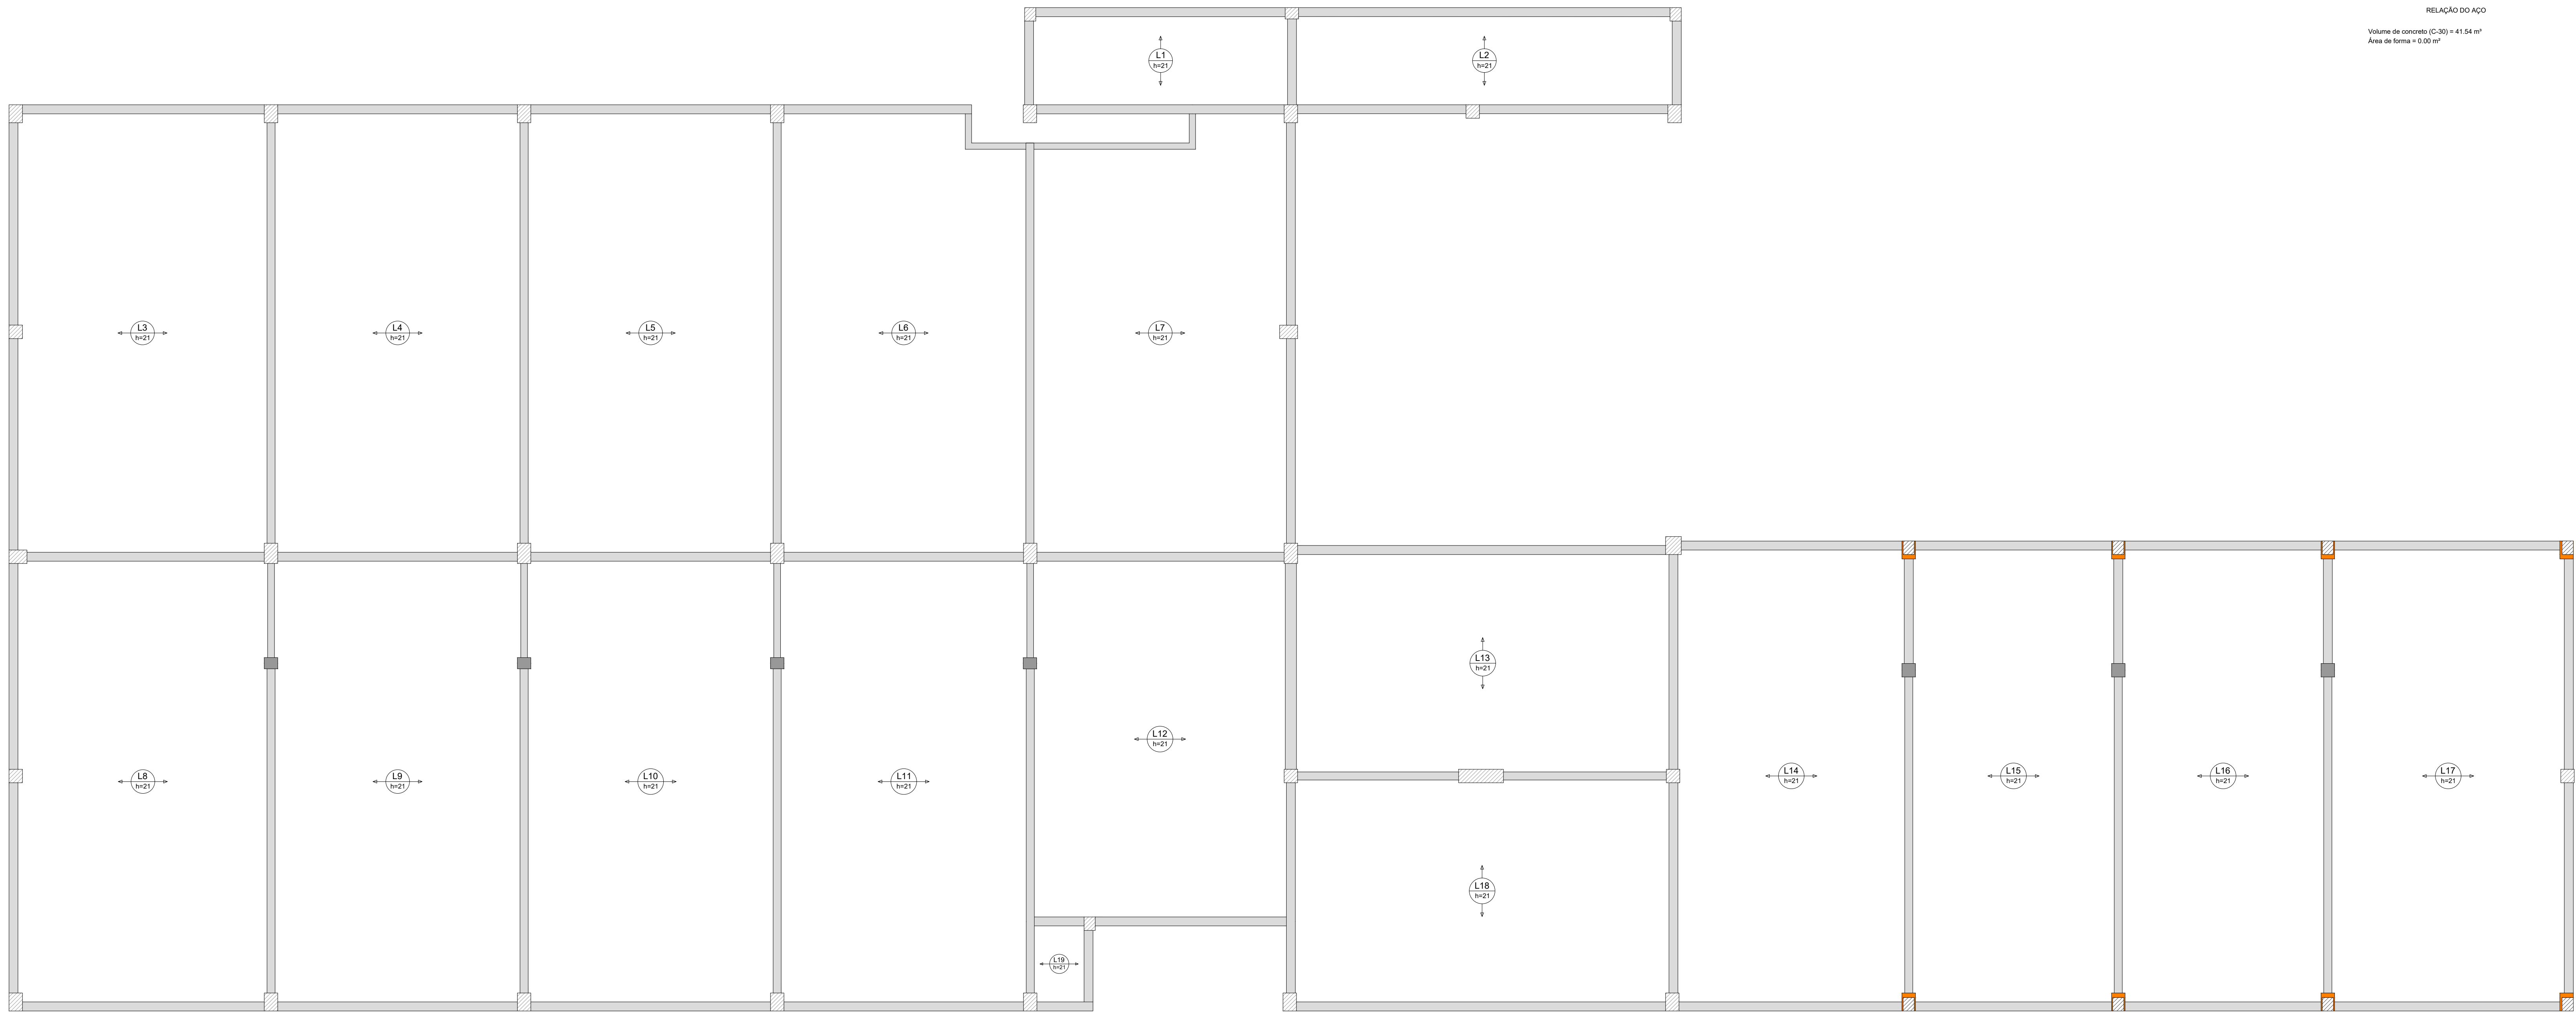 RELAÇÃO DO AÇO
Volume de concreto (C-30) = 41.54 m³
Área de forma = 0.00 m²
L1
h=21
L2
h=21
L3
h=21
L4
h=21
L5
h=21
L6
h=21
L7
h=21
L13
h=21
L12
h=21
L8
h=21
L9
h=21
L10
h=21
L11
h=21
L14
h=21
L15
h=21
L16
h=21
L17
h=21
L18
h=21
L19
h=21